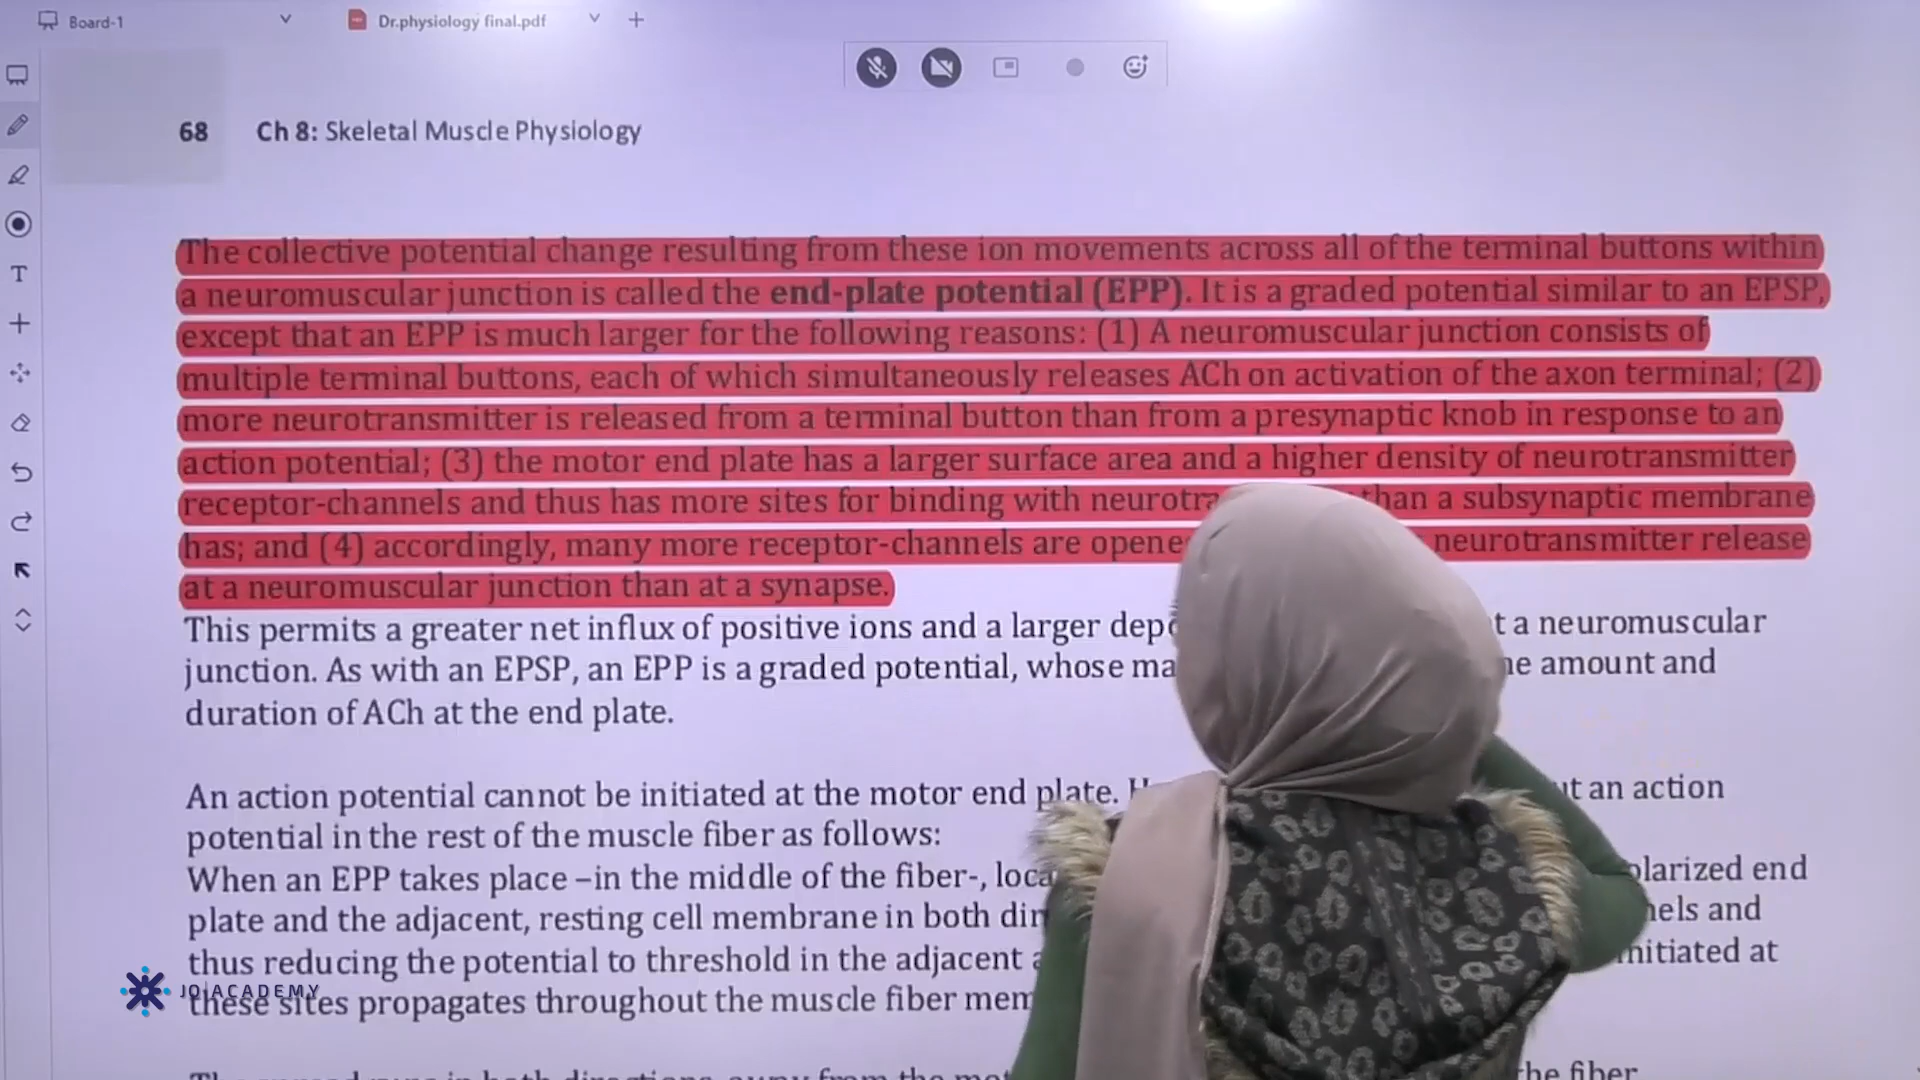 Board-1
Dr.physiology final.pdf
68 Ch 8: Skeletal Muscle Physiology
The collective potential change resulting from these ion movements across all of the terminal buttons within
a neuromuscular junction is called the end-plate potential (EPP). It is a graded potential similar to an EPSP,
except that an EPP is much larger for the following reasons: (1) A neuromuscular junction consists of
multiple terminal buttons, each of which simultaneously releases ACh on activation of the axon terminal; (2)
more neurotransmitter is released from a terminal button than from a presynaptic knob in response to an
action potential; (3) the motor end plate has a larger surface area and a higher density of neurotransmitter
receptor-channels and thus has more sites for binding with than a subsynaptic membrane
has; and (4) accordingly, many more receptor-channels are neurotransmitter release
at a neuromuscular junction than at a synapse.
This permits a greater net influx of positive ions and a larger a neuromuscular
junction. As with an EPSP, an EPP is a graded potential, whose amount and
duration of ACh at the end plate.
An action potential cannot be initiated at the motor end plate. an action
potential in the rest of the muscle fiber as follows:
When an EPP takes place –in the middle of the fiber-, end
plate and the adjacent, resting cell membrane in both and
thus reducing the potential to threshold in the adjacent at
JO ACADEMY
these sites propagates throughout the muscle fiber
in both directions, away from the fiber